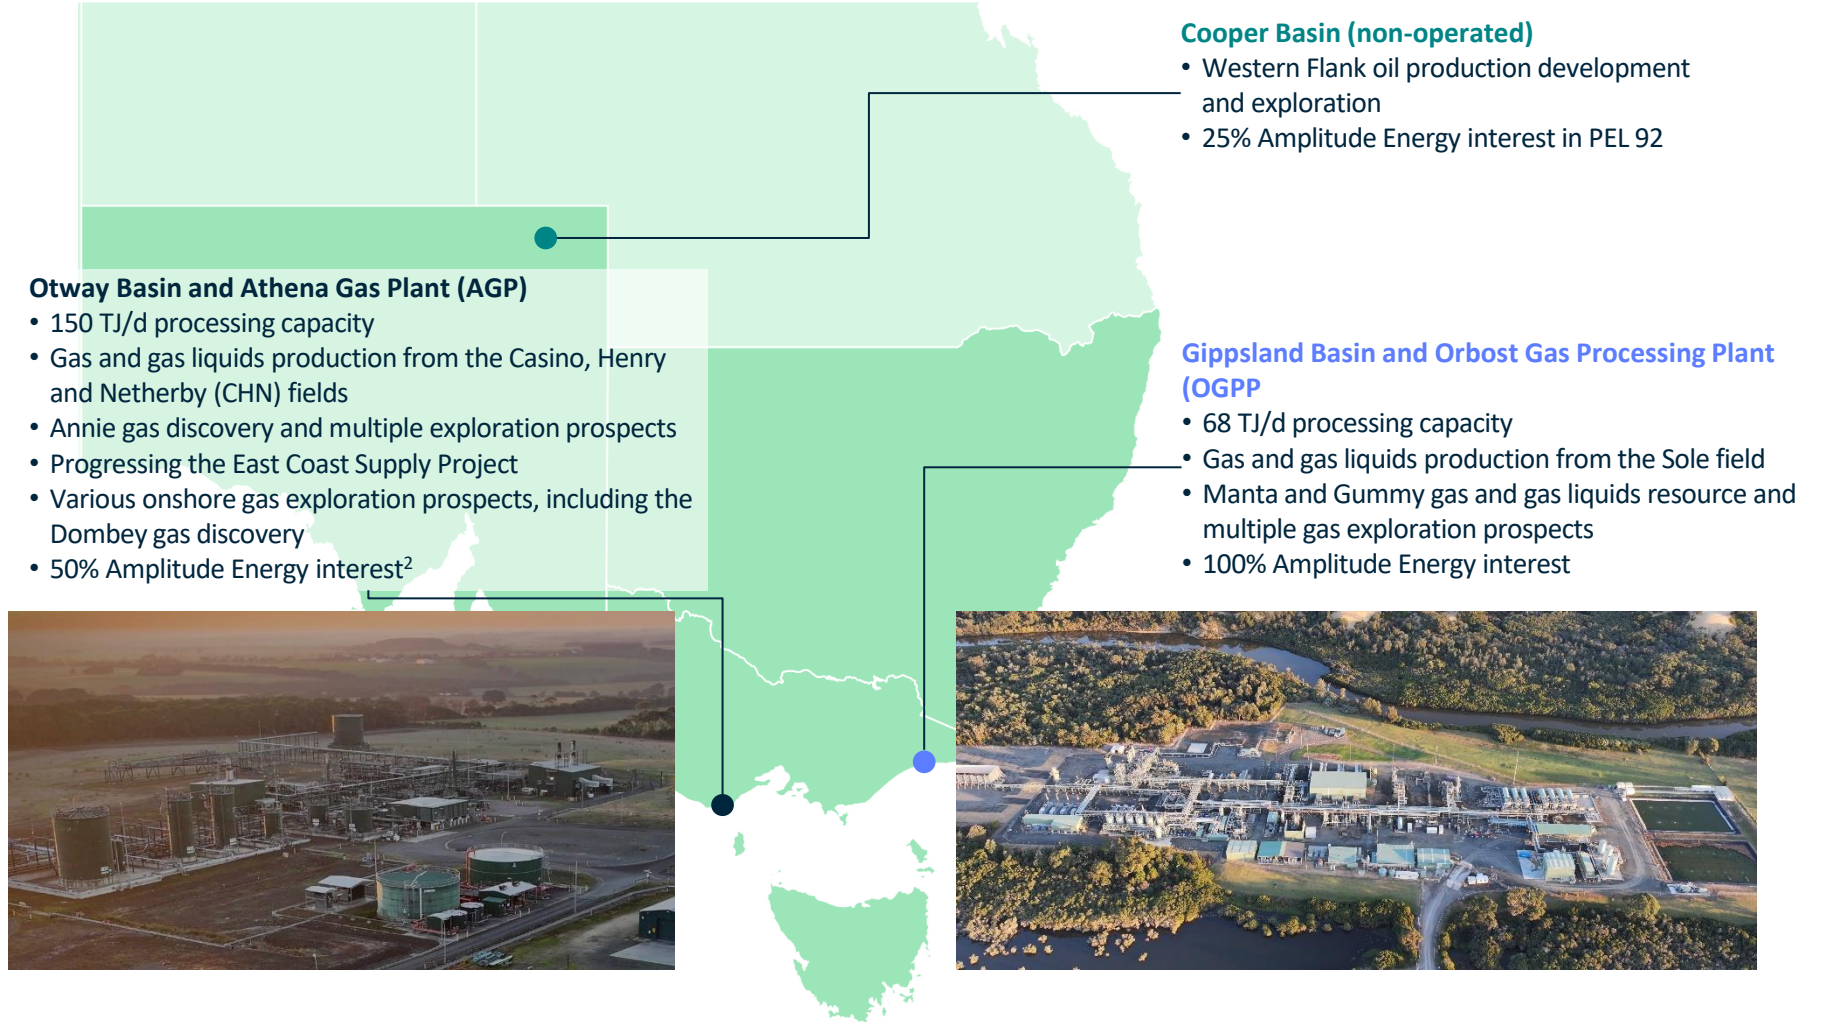 Cooper Basin (non-operated)
• Western Flank oil production development
and exploration
• 25% Amplitude Energy interest in PEL 92
Otway Basin and Athena Gas Plant (AGP)
• 150 TJ/d processing capacity
• Gas and gas liquids production from the Casino, Henry
and Netherby (CHN) fields
• Annie gas discovery and multiple exploration prospects
• Progressing the East Coast Supply Project
• Various onshore gas exploration prospects, including the
Dombey gas discovery
• 50% Amplitude Energy interest²
Gippsland Basin and Orbost Gas Processing Plant
(OGPP
• 68 TJ/d processing capacity
• Gas and gas liquids production from the Sole field
• Manta and Gummy gas and gas liquids resource and
multiple gas exploration prospects
• 100% Amplitude Energy interest